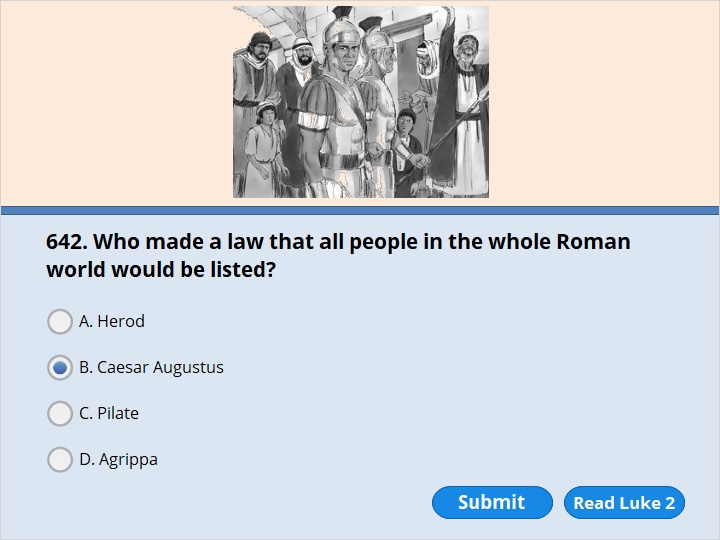 642. Who made a law that all people in the whole Roman
world would be listed?
A. Herod
B. Caesar Augustus
C. Pilate
D. Agrippa
Submit
Read Luke 2